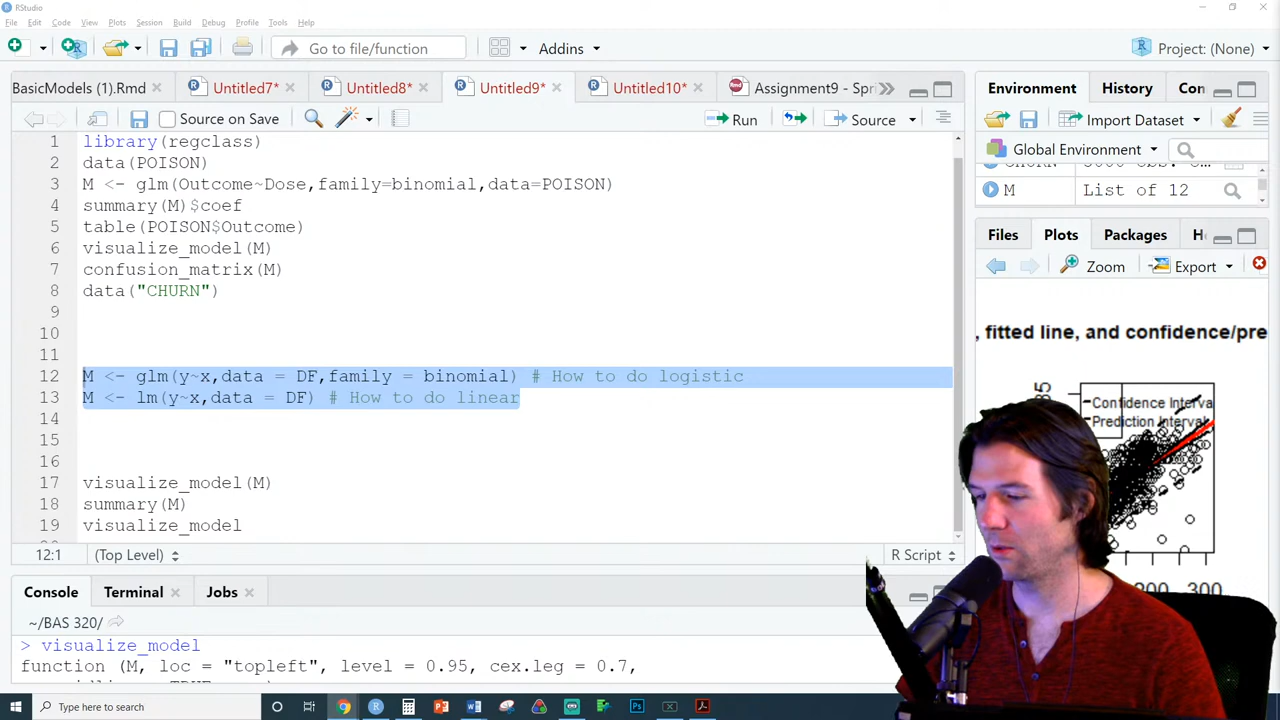 RStudio
File Edit Code View Plots Session Build Debug Profile Tools Help
Go to file/function
Addins
Project: (None)
BasicModels (1).Rmd
Untitled7*
Untitled8*
Untitled9*
Untitled10*
Assignment9 - Spri
Source on Save
Run
Source
1 library(regclass)
2 data(POISON)
3 M <- glm(Outcome~Dose,family=binomial,data=POISON)
4 summary(M)$coef
5 table(POISON$Outcome)
6 visualize_model(M)
7 confusion_matrix(M)
8 data("CHURN")
9
10
11
12 M <- glm(y~x,data = DF,family = binomial) # How to do logistic
13 M <- lm(y~x,data = DF) # How to do linear
14
15
16
17 visualize_model(M)
18 summary(M)
19 visualize_model
12:1 (Top Level) R Script
Console Terminal Jobs
~/BAS 320/
> visualize_model
function (M, loc = "topleft", level = 0.95, cex.leg = 0.7,
Environment History Con
Import Dataset
Global Environment
M List of 12
Files Plots Packages H
Zoom Export
, fitted line, and confidence/pre
Confidence Interva
Prediction Interval
200 300
Type here to search